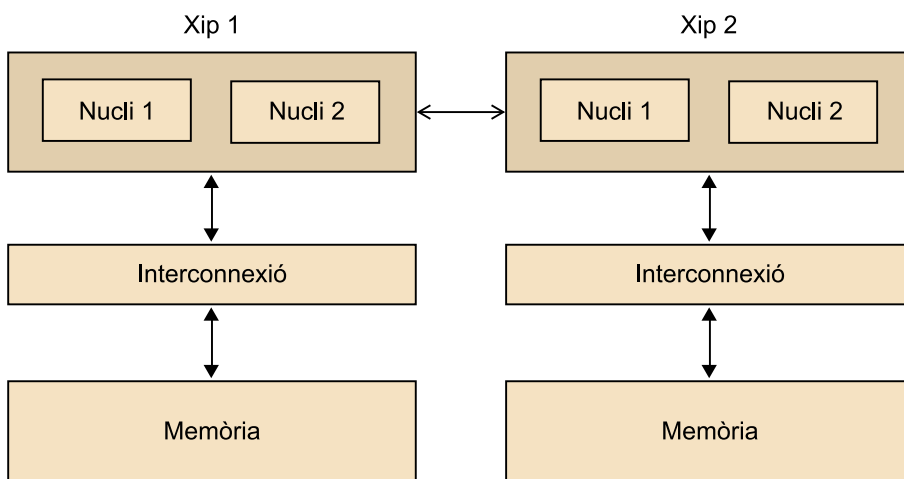 Xip 1
Xip 2
Nucli 1
Nucli 2
Nucli 1
Nucli 2
Interconnexió
Interconnexió
Memòria
Memòria